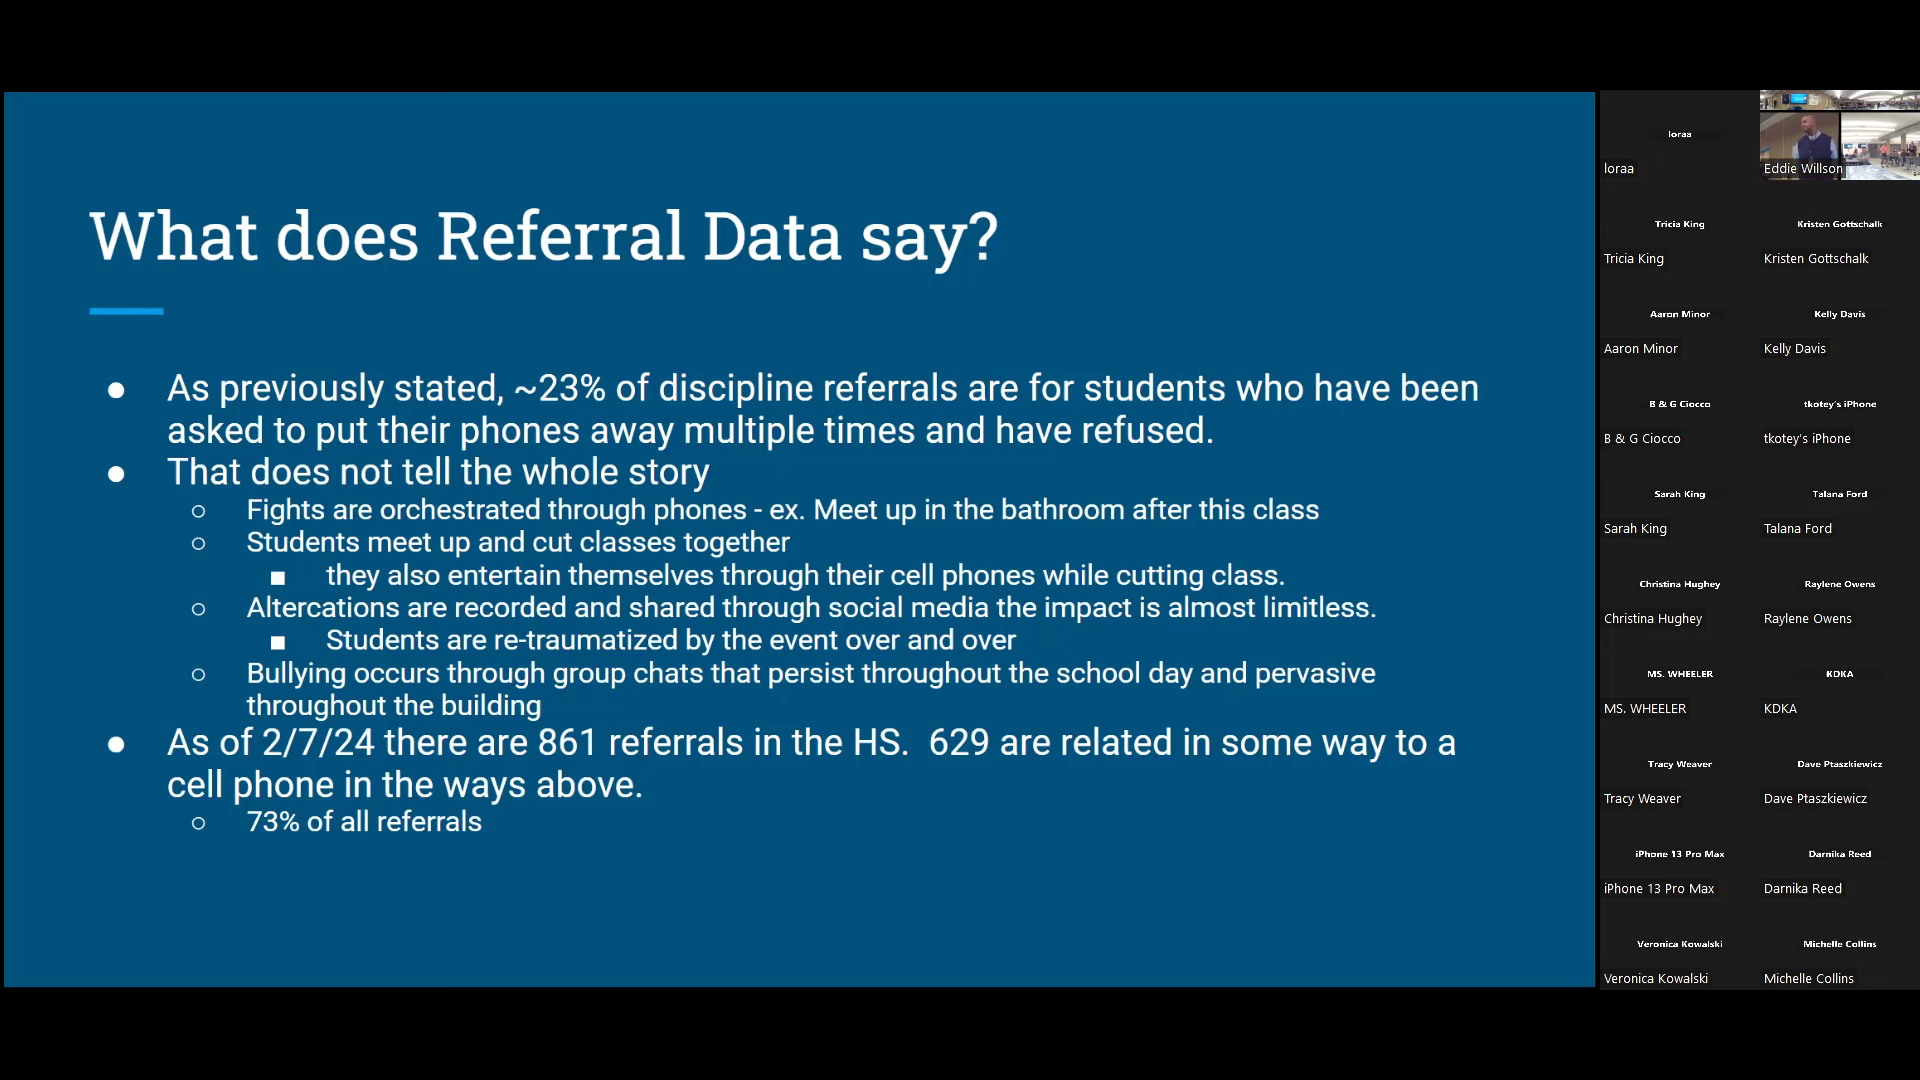 What does Referral Data say?
● As previously stated, ~23% of discipline referrals are for students who have been
asked to put their phones away multiple times and have refused.
● That does not tell the whole story
○ Fights are orchestrated through phones - ex. Meet up in the bathroom after this class
○ Students meet up and cut classes together
■ they also entertain themselves through their cell phones while cutting class.
○ Altercations are recorded and shared through social media the impact is almost limitless.
■ Students are re-traumatized by the event over and over
○ Bullying occurs through group chats that persist throughout the school day and pervasive
throughout the building
● As of 2/7/24 there are 861 referrals in the HS.  629 are related in some way to a
cell phone in the ways above.
○ 73% of all referrals
loraa
loraa
Eddie Willson
Tricia King
Kristen Gottschalk
Tricia King
Kristen Gottschalk
Aaron Minor
Kelly Davis
Aaron Minor
Kelly Davis
B & G Ciocco
tkotey's iPhone
B & G Ciocco
tkotey's iPhone
Sarah King
Talana Ford
Sarah King
Talana Ford
Christina Hughey
Raylene Owens
Christina Hughey
Raylene Owens
MS. WHEELER
KDKA
MS. WHEELER
KDKA
Tracy Weaver
Dave Ptaszkiewicz
Tracy Weaver
Dave Ptaszkiewicz
iPhone 13 Pro Max
Darnika Reed
iPhone 13 Pro Max
Darnika Reed
Veronica Kowalski
Michelle Collins
Veronica Kowalski
Michelle Collins